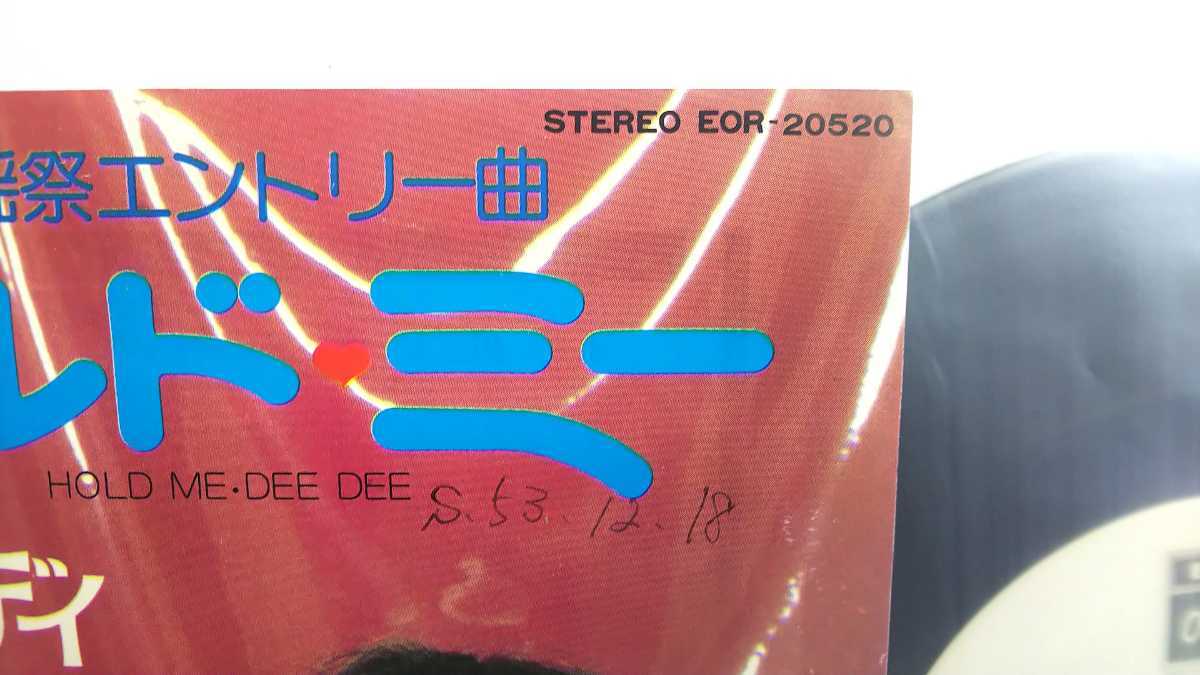 STEREO EOR-20520
謡祭エントリー曲
ルド・ミー
HOLD ME・DEE DEE
S.53.12.18
ディ